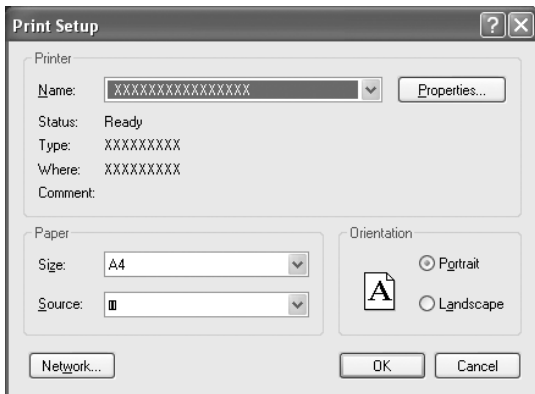 Print Setup
Printer
Name: XXXXXXXXXXXXXXXX Properties...
Status: Ready
Type: XXXXXXXXX
Where: XXXXXXXXX
Comment:
Paper
Size: A4
Source:
Orientation
A
Portrait
Landscape
Network... OK Cancel